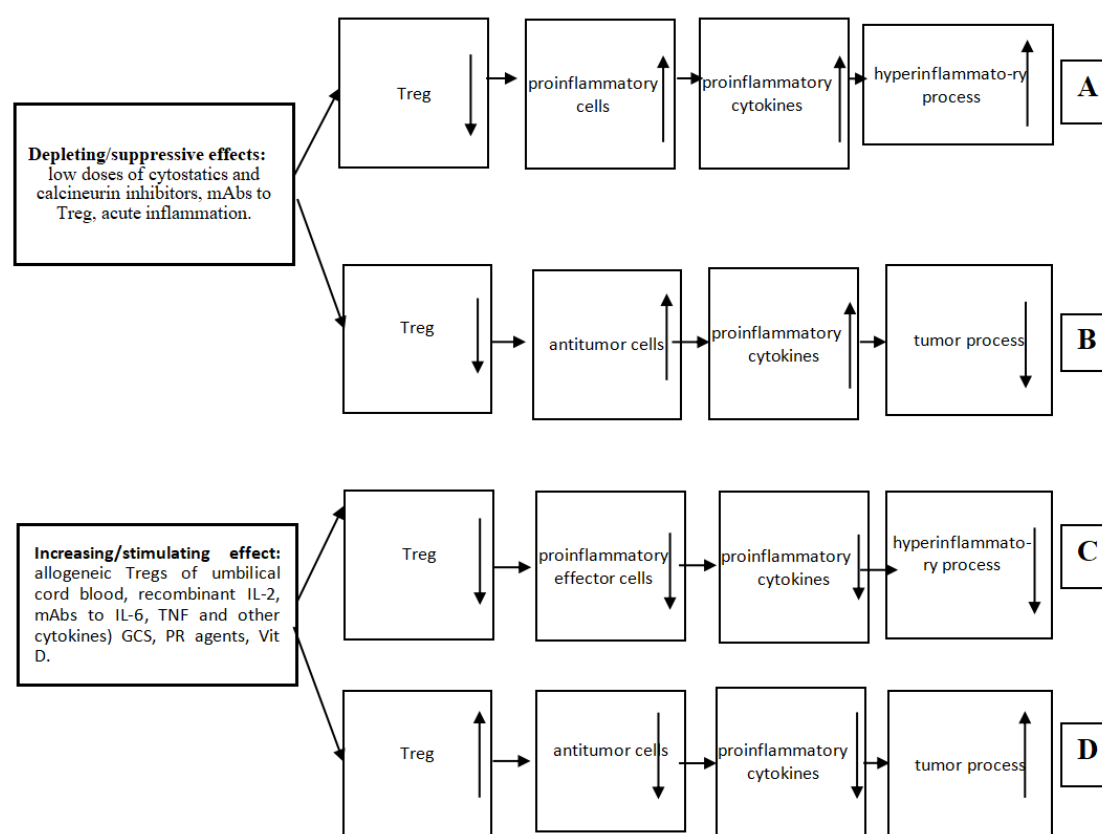 Depleting/suppressive effects:
low doses of cytostatics and
calcineurin inhibitors, mAbs to
Treg, acute inflammation.
Treg
proinflammatory
cells
proinflammatory
cytokines
hyperinflammato-ry
process
A
Treg
antitumor cells
proinflammatory
cytokines
tumor process
B
Increasing/stimulating effect:
allogeneic Tregs of umbilical
cord blood, recombinant IL-2,
mAbs to IL-6, TNF and other
cytokines) GCS, PR agents, Vit
D.
Treg
proinflammatory
effector cells
proinflammatory
cytokines
hyperinflammato-
ry process
C
Treg
antitumor cells
proinflammatory
cytokines
tumor process
D